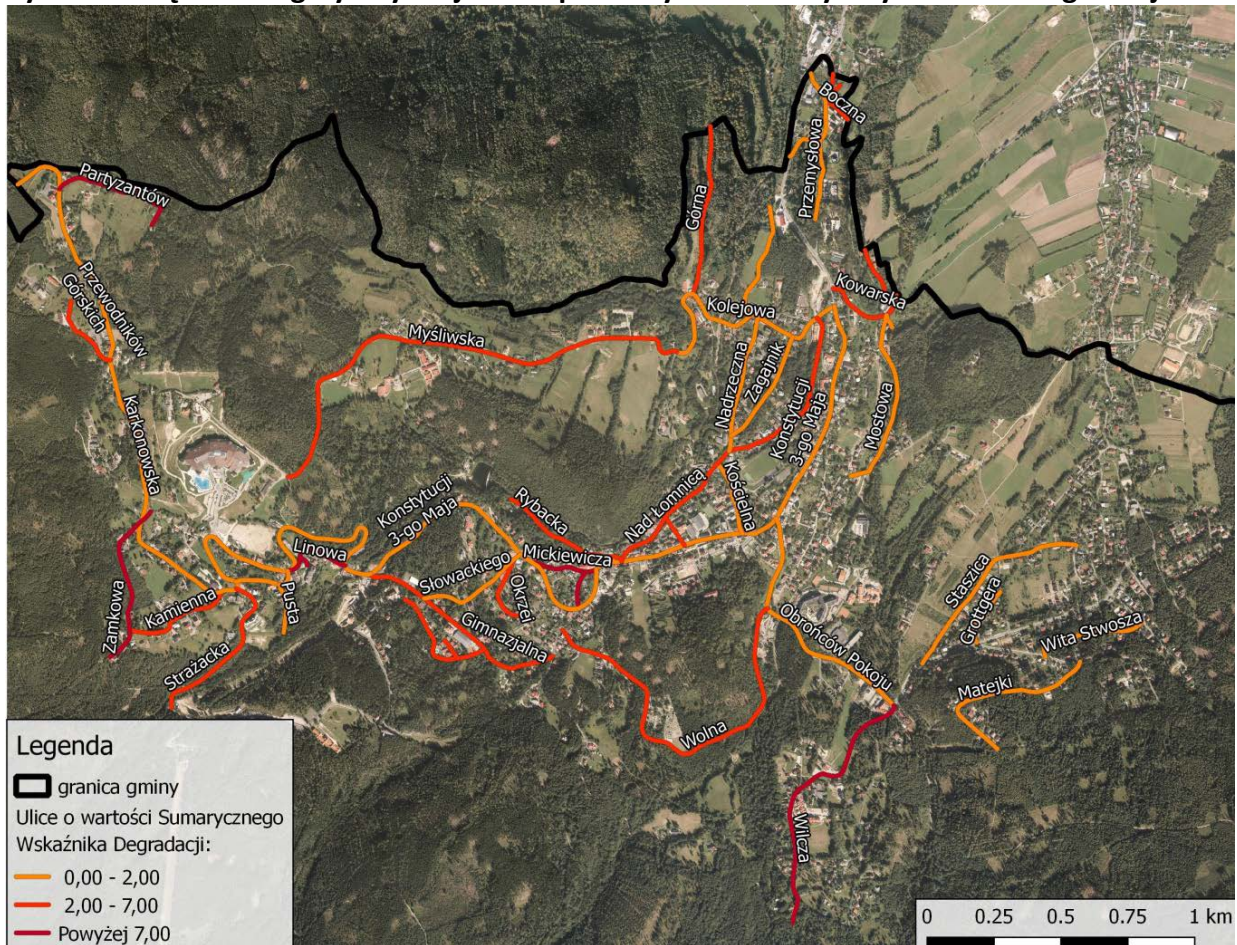 Boczna
Przemysłowa
Partyzantów
Górna
Przewodników
Górskich
Kowarska
Kolejowa
Myśliwska
Nadrzeczna
Zagajnik
Konstytucji
3-go Maja
Mostowa
Karkonowska
Konstytucji
3-go Maja
Rybacka
Nad Łomnicą
Kościelna
Linowa
Mickiewicza
Słowackiego
Okrzei
Staszica
Grottgera
Pusta
Zamkowa
Kamienna
Gimnazjalna
Obrońców Pokoju
Wita Stwosza
Strażacka
Matejki
Wolna
Wilcza
Legenda
granica gminy
Ulice o wartości Sumarycznego
Wskaźnika Degradacji:
0,00 - 2,00
2,00 - 7,00
Powyżej 7,00
0 0.25 0.5 0.75 1 km